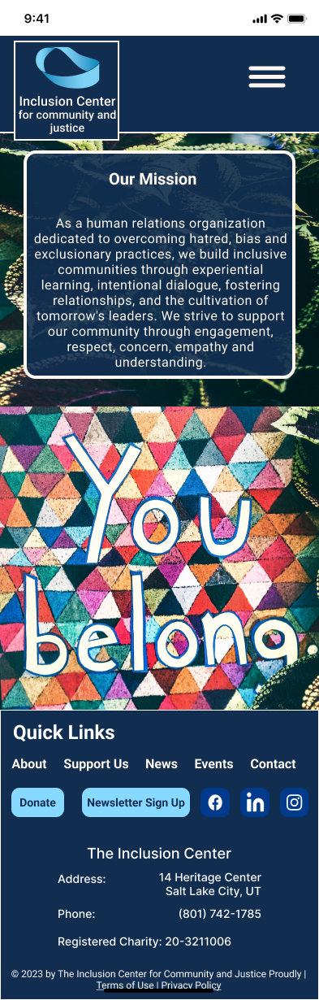 9:41
Inclusion Center
for community and
justice
Our Mission
As a human relations organization
dedicated to overcoming hatred, bias and
exclusionary practices, we build inclusive
communities through experiential
learning, intentional dialogue, fostering
relationships, and the cultivation of
tomorrow's leaders. We strive to support
our community through engagement,
respect, concern, empathy and
understanding.
You
belong.
Quick Links
About Support Us News Events Contact
Donate Newsletter Sign Up
The Inclusion Center
Address: 14 Heritage Center
Salt Lake City, UT
Phone: (801) 742-1785
Registered Charity: 20-3211006
© 2023 by The Inclusion Center for Community and Justice Proudly |
Terms of Use | Privacy Policy